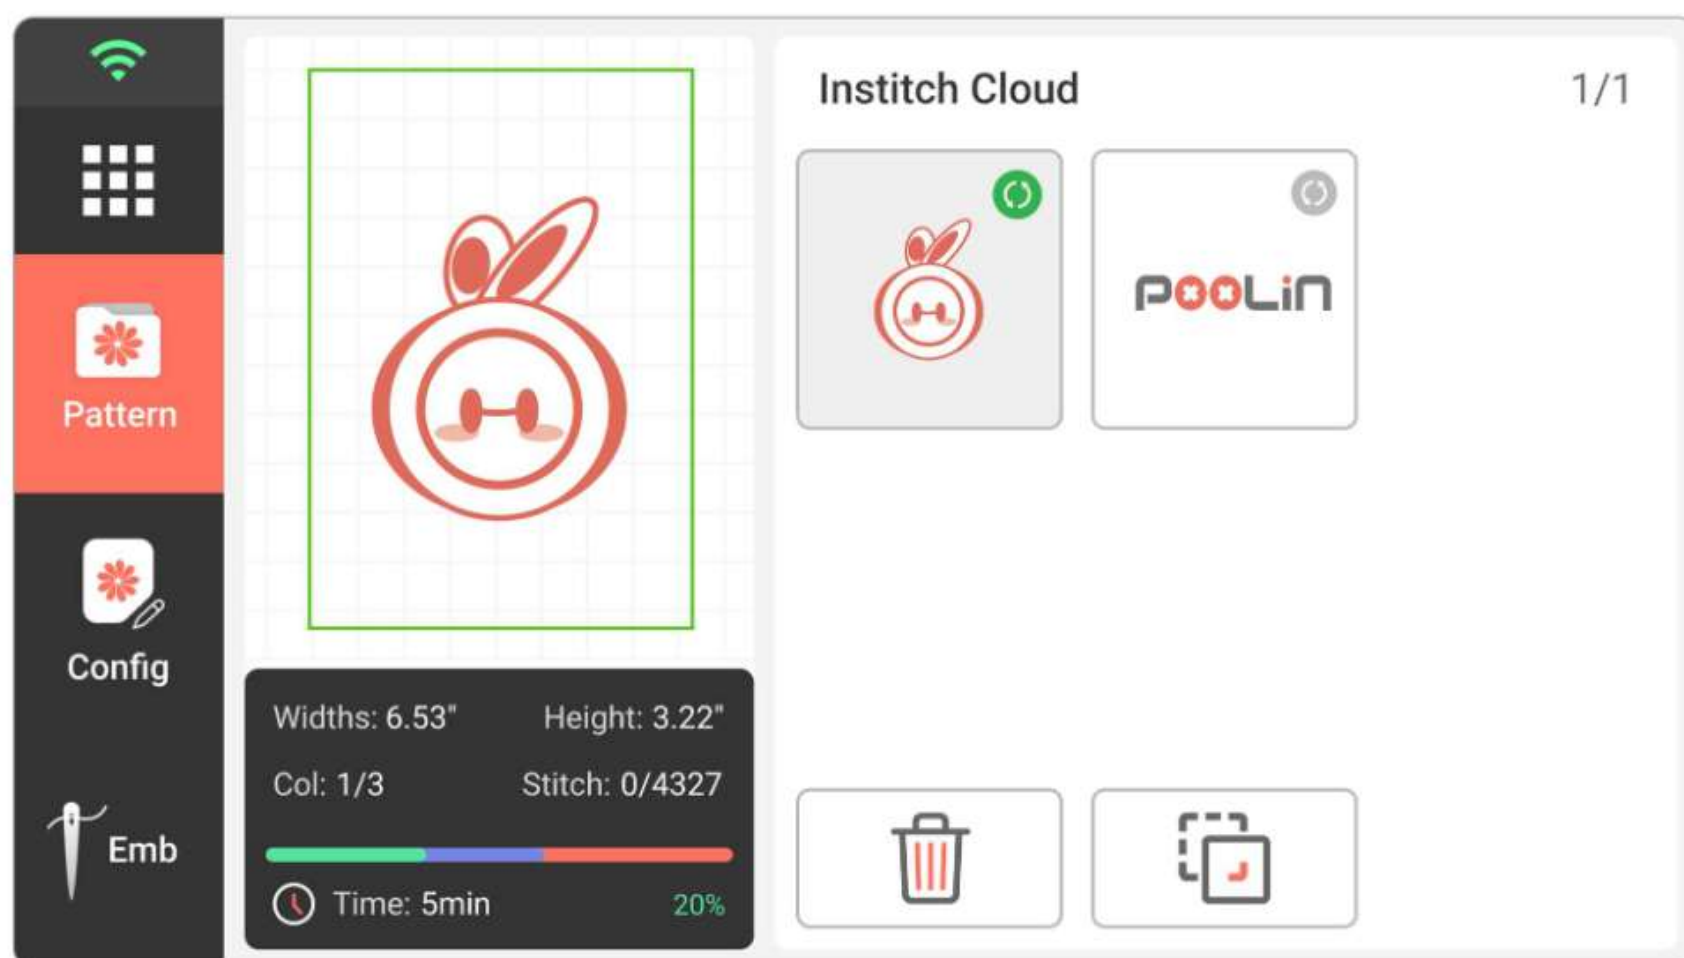 Pattern
Config
Emb
Widths: 6.53" Height: 3.22"
Col: 1/3 Stitch: 0/4327
Time: 5min 20%
Institch Cloud 1/1
POOLiN